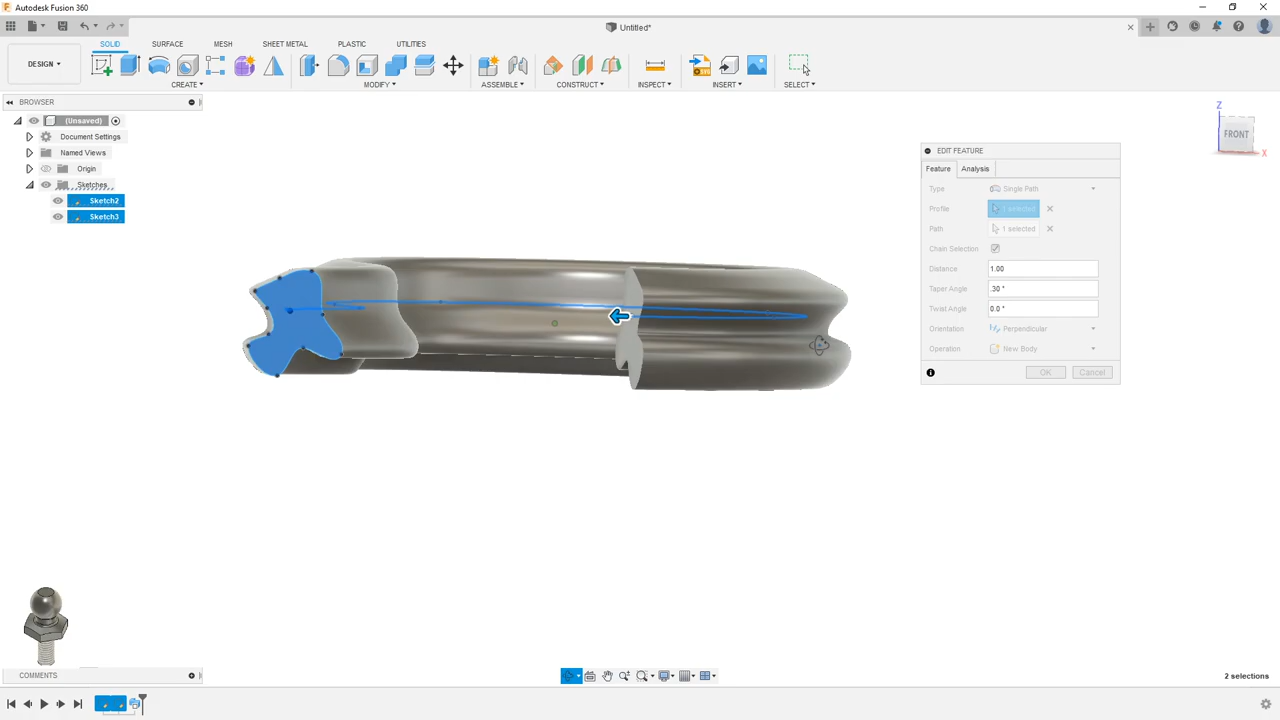 Autodesk Fusion 360
Untitled*
DESIGN
SOLID SURFACE MESH SHEET METAL PLASTIC UTILITIES
CREATE MODIFY ASSEMBLE CONSTRUCT INSPECT INSERT SELECT
BROWSER
(Unsaved)
Document Settings
Named Views
Origin
Sketches
Sketch2
Sketch3
Z
FRONT
X
EDIT FEATURE
Feature Analysis
Type Single Path
Profile 1 selected
Path 1 selected
Chain Selection
Distance 1.00
Taper Angle .30 °
Twist Angle 0.0 °
Orientation Perpendicular
Operation New Body
OK Cancel
COMMENTS
2 selections